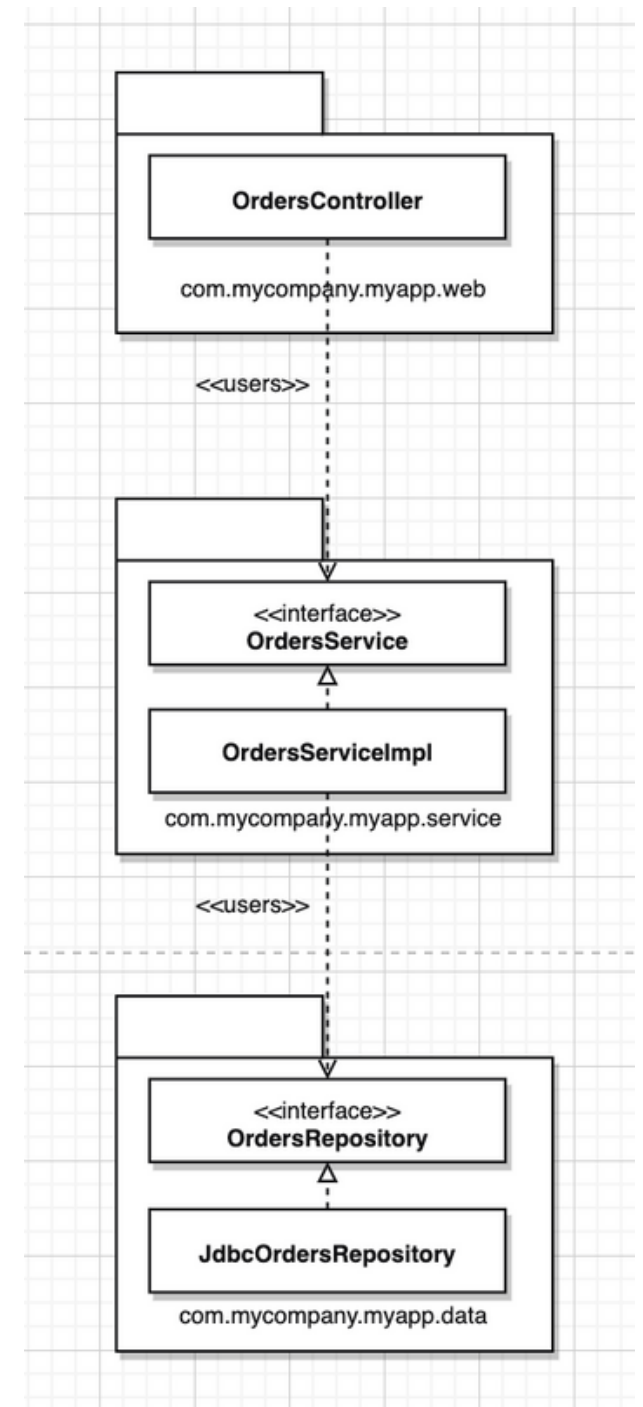 OrdersController
com.mycompany.myapp.web
<<users>>
<<interface>>
OrdersService
OrdersServiceImpl
com.mycompany.myapp.service
<<users>>
<<interface>>
OrdersRepository
JdbcOrdersRepository
com.mycompany.myapp.data